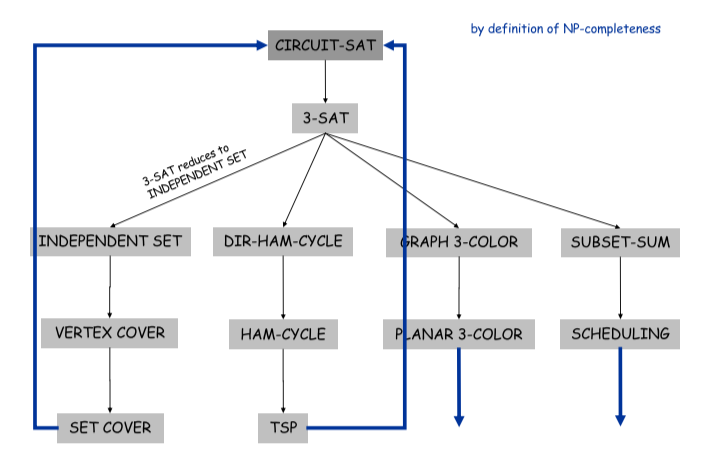 by definition of NP-completeness
CIRCUIT-SAT
3-SAT
3-SAT reduces to
INDEPENDENT SET
INDEPENDENT SET
DIR-HAM-CYCLE
GRAPH 3-COLOR
SUBSET-SUM
VERTEX COVER
HAM-CYCLE
PLANAR 3-COLOR
SCHEDULING
SET COVER
TSP